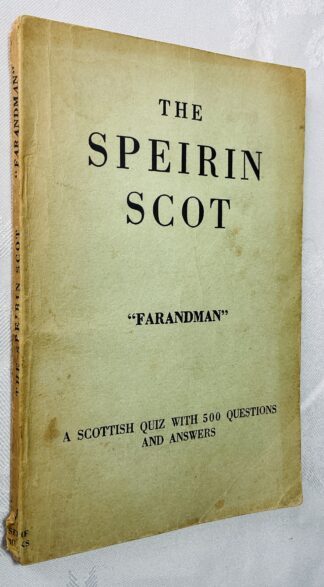 THE
SPEIRIN
SCOT
"FARANDMAN"
A SCOTTISH QUIZ WITH 500 QUESTIONS
AND ANSWERS
THE SPEIRIN SCOT "FARANDMAN"